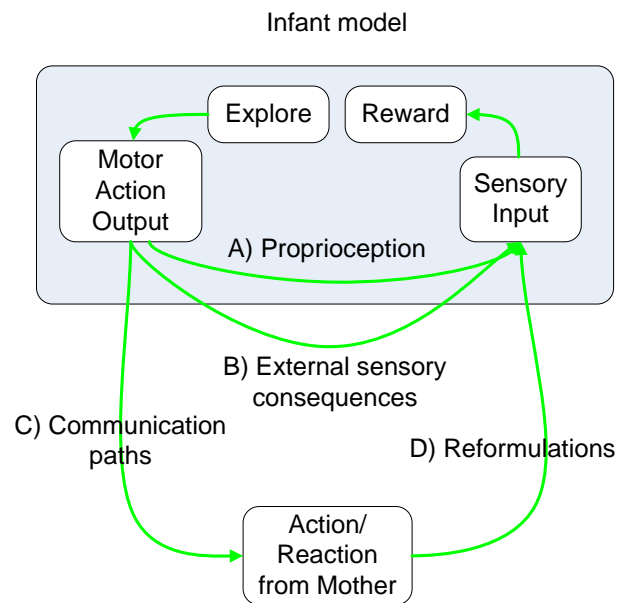 Infant model
Explore
Reward
Motor
Action
Output
Sensory
Input
A) Proprioception
B) External sensory
consequences
C) Communication
paths
D) Reformulations
Action/
Reaction
from Mother